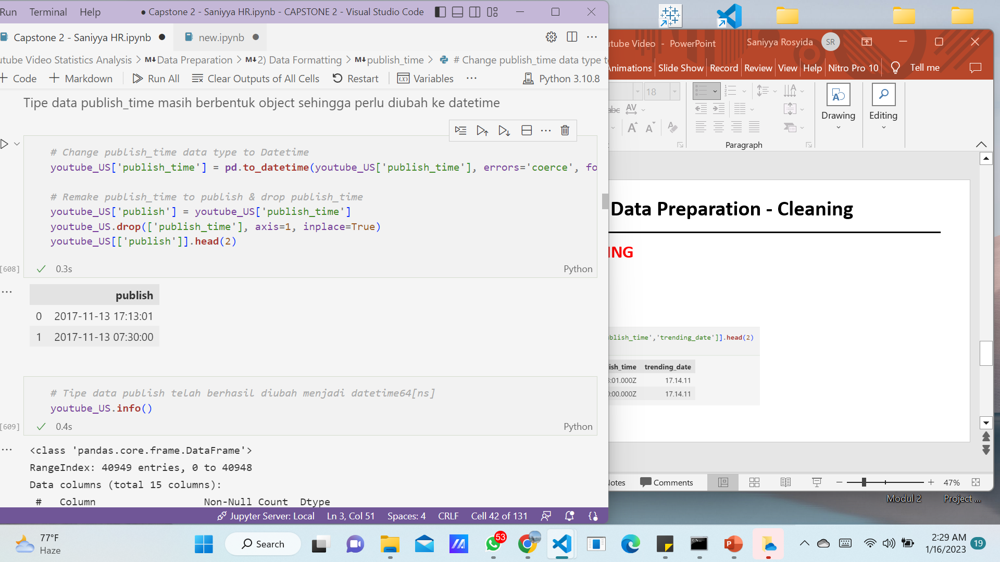 Run Terminal Help
● Capstone 2 - Saniyya HR.ipynb - CAPSTONE 2 - Visual Studio Code
Capstone 2 - Saniyya HR.ipynb
new.ipynb
utube Video Statistics Analysis > M↓Data Preparation > M↓2) Data Formatting > M↓publish_time > # Change publish_time data type t
+ Code + Markdown Run All Clear Outputs of All Cells Restart Variables ... Python 3.10.8
Tipe data publish_time masih berbentuk object sehingga perlu diubah ke datetime
# Change publish_time data type to Datetime
youtube_US['publish_time'] = pd.to_datetime(youtube_US['publish_time'], errors='coerce', fo
# Remake publish_time to publish & drop publish_time
youtube_US['publish'] = youtube_US['publish_time']
youtube_US.drop(['publish_time'], axis=1, inplace=True)
youtube_US[['publish']].head(2)
[608] 0.3s Python
publish
0 2017-11-13 17:13:01
1 2017-11-13 07:30:00
# Tipe data publish telah berhasil diubah menjadi datetime64[ns]
youtube_US.info()
[609] 0.4s Python
<class 'pandas.core.frame.DataFrame'>
RangeIndex: 40949 entries, 0 to 40948
Data columns (total 15 columns):
# Column Non-Null Count Dtype
Jupyter Server: Local Ln 3, Col 51 Spaces: 4 CRLF Cell 42 of 131
utube Video - PowerPoint
Saniyya Rosyida SR
Animations Slide Show Record Review View Help Nitro Pro 10 Tell me
18
abc AV
A A
Drawing
Editing
Paragraph
Data Preparation - Cleaning
ING
blish_time','trending_date']].head(2)
ish_time trending_date
:01.000Z 17.14.11
0:00.000Z 17.14.11
otes Comments 47%
Modul 2
Project ...
77°F
Haze
Search
53
2:29 AM
1/16/2023
19